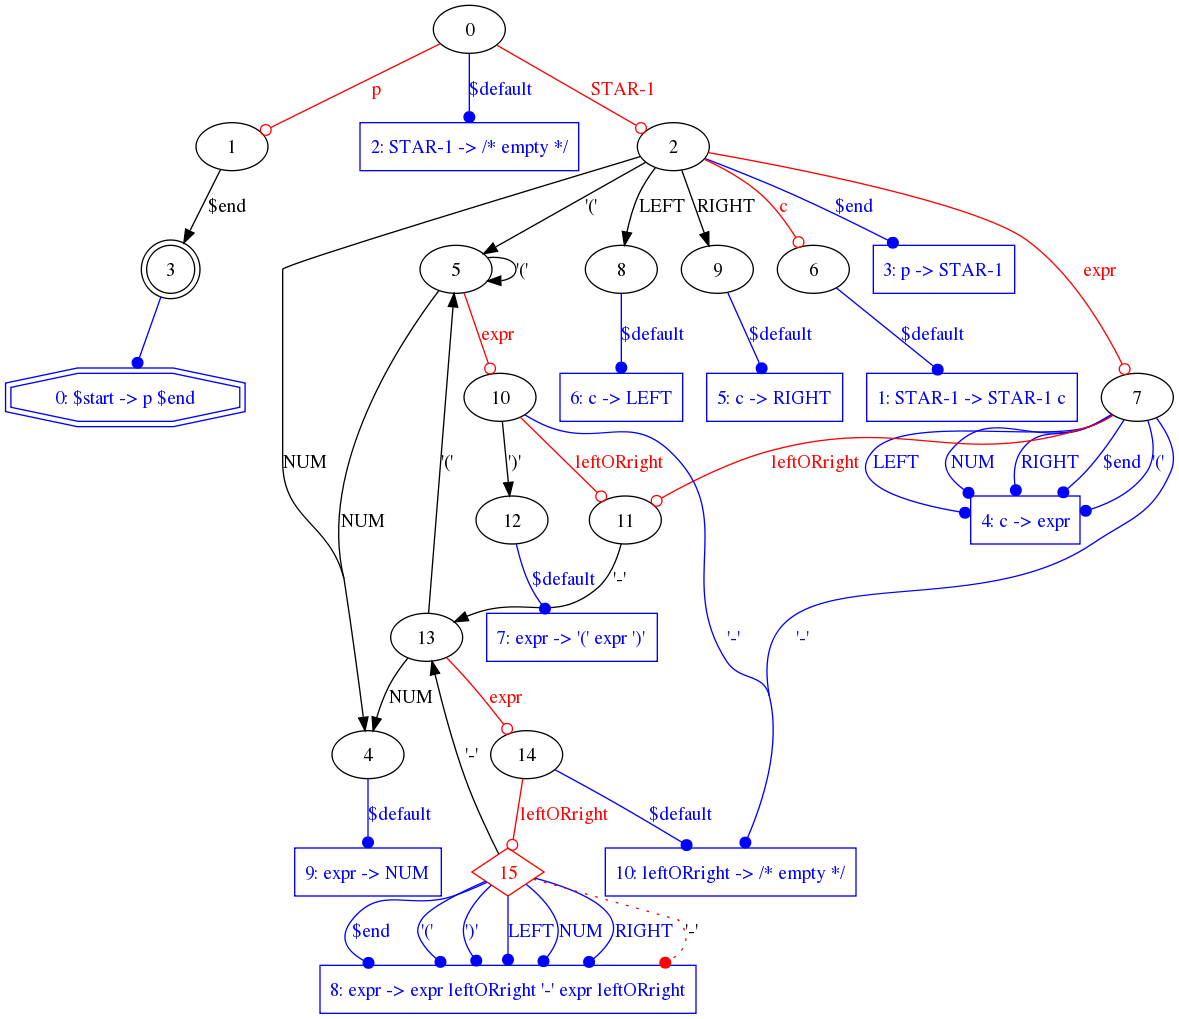 0
p
$default
STAR-1
1
2: STAR-1 -> /* empty */
2
$end
'('
LEFT
RIGHT
c
$end
3
5
'('
8
9
6
3: p -> STAR-1
expr
expr
$default
$default
$default
0: $start -> p $end
10
6: c -> LEFT
5: c -> RIGHT
1: STAR-1 -> STAR-1 c
7
NUM
'('
')'
leftORright
leftORright
LEFT
NUM
RIGHT
$end
'('
NUM
12
11
4: c -> expr
$default
'-'
13
7: expr -> '(' expr ')'
'-'
'-'
NUM
expr
4
'-'
14
$default
leftORright
$default
9: expr -> NUM
15
10: leftORright -> /* empty */
$end
'('
')'
LEFT
NUM
RIGHT
'-'
8: expr -> expr leftORright '-' expr leftORright